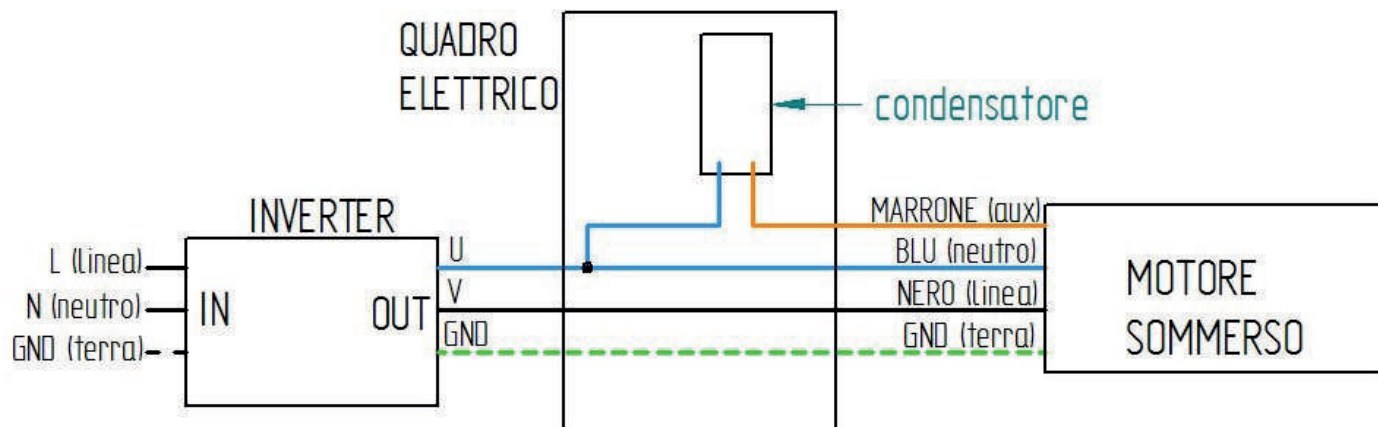 QUADRO
ELETTRICO
condensatore
INVERTER
MARRONE (aux)
L (linea)
U
BLU (neutro)
N (neutro)
IN
OUT
V
NERO (linea)
GND (terra)
GND
GND (terra)
MOTORE
SOMMERSO